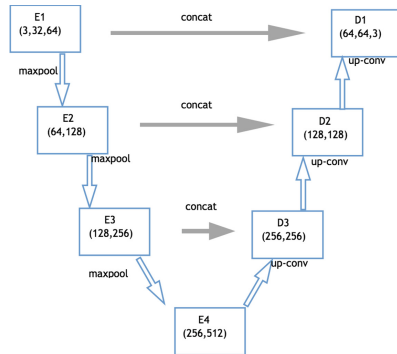 E1
(3,32,64)
concat
D1
(64,64,3)
maxpool
up-conv
E2
(64,128)
concat
D2
(128,128)
maxpool
up-conv
E3
(128,256)
concat
D3
(256,256)
maxpool
up-conv
E4
(256,512)